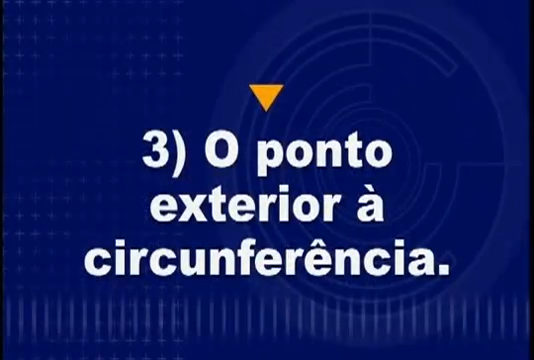 3) O ponto
exterior à
circunferência.